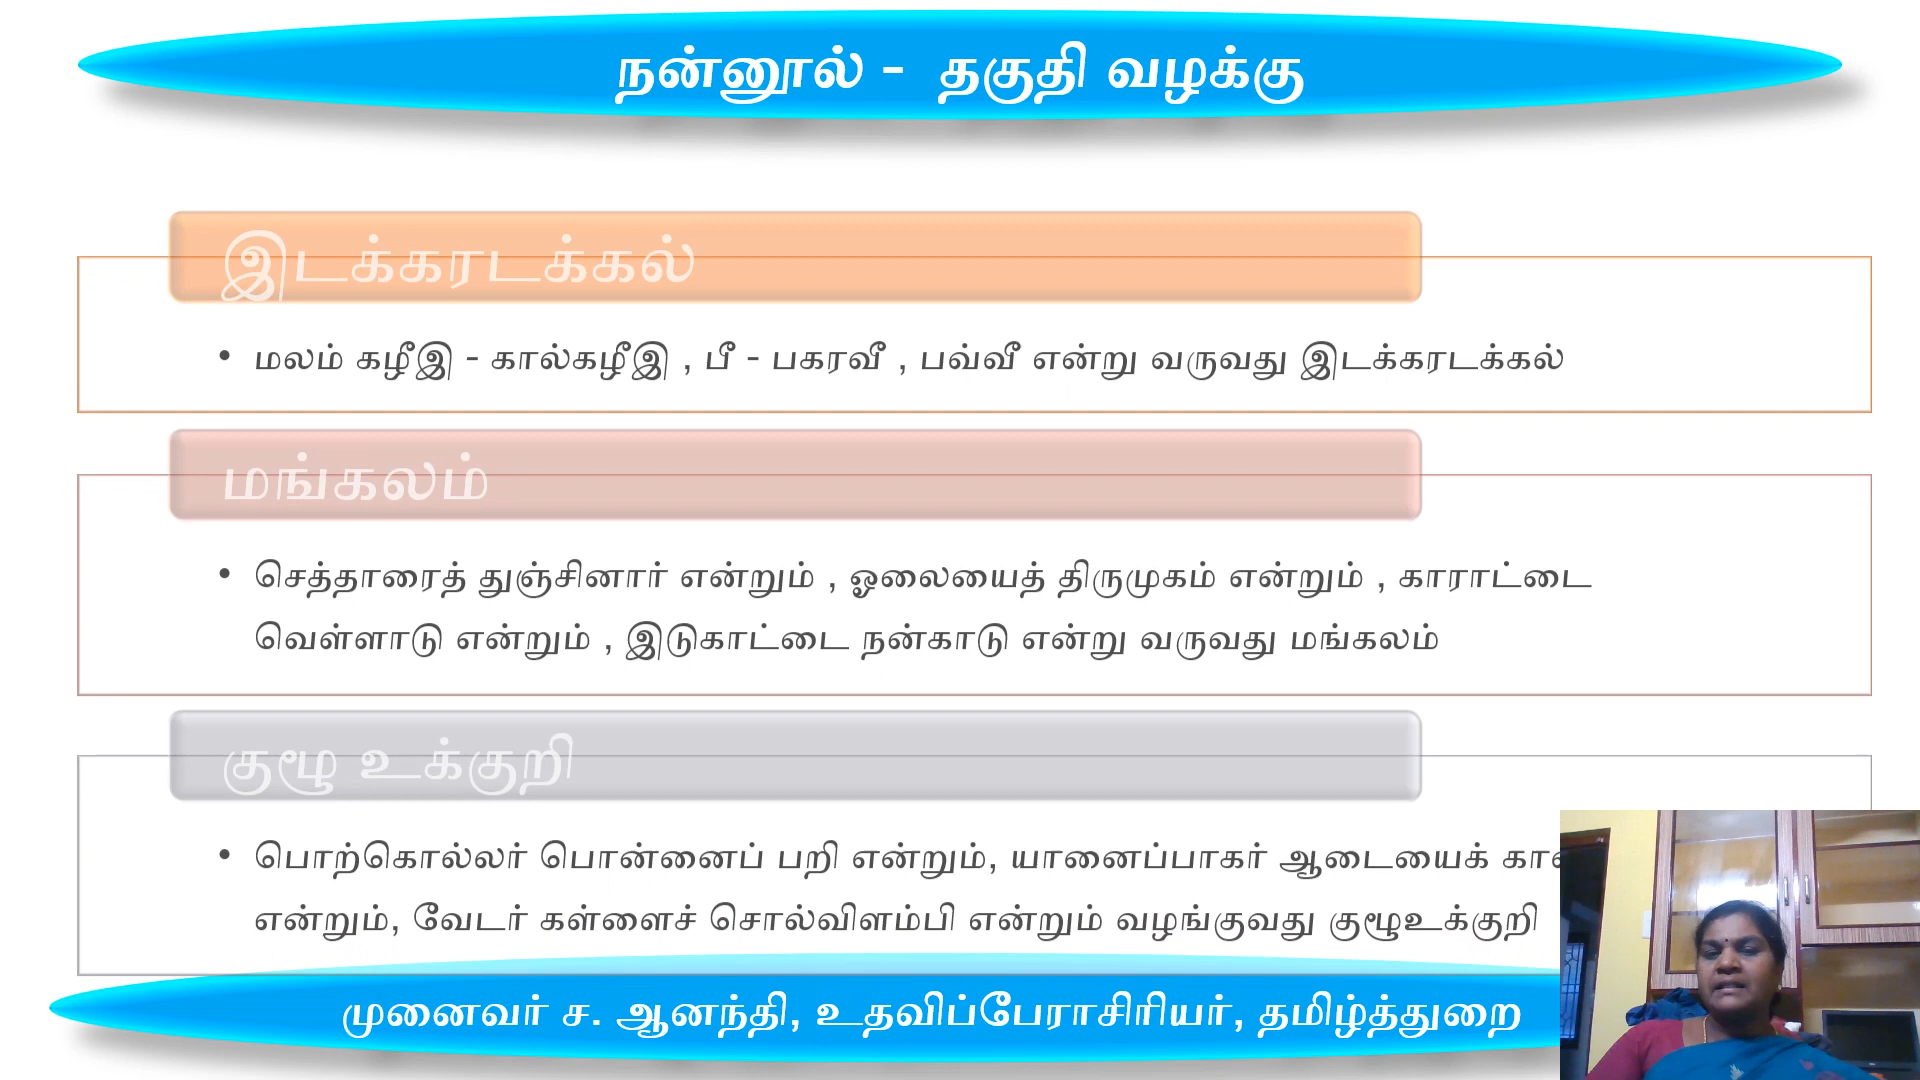 நன்னூல் - தகுதி வழக்கு
இடக்கரடக்கல்
• மலம் கழீஇ - கால்கழீஇ , பீ - பகரவீ , பவ்வீ என்று வருவது இடக்கரடக்கல்
மங்கலம்
• செத்தாரைத் துஞ்சினார் என்றும் , ஓலையைத் திருமுகம் என்றும் , காராட்டை
வெள்ளாடு என்றும் , இடுகாட்டை நன்காடு என்று வருவது மங்கலம்
குழூ உக்குறி
• பொற்கொல்லர் பொன்னைப் பறி என்றும், யானைப்பாகர் ஆடையைக்
என்றும், வேடர் கள்ளைச் சொல்விளம்பி என்றும் வழங்குவது குழூஉக்குறி
முனைவர் ச. ஆனந்தி, உதவிப்பேராசிரியர், தமிழ்த்துறை